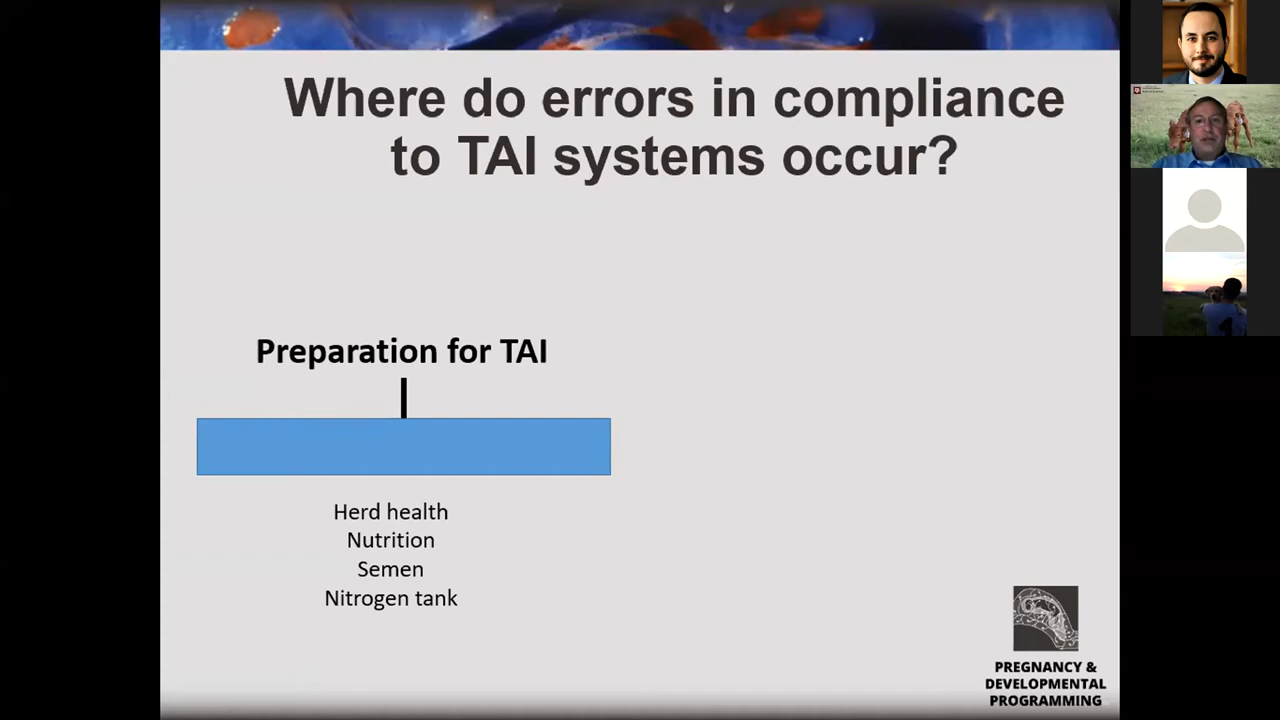 Where do errors in compliance
to TAI systems occur?
Preparation for TAI
Herd health
Nutrition
Semen
Nitrogen tank
PREGNANCY &
DEVELOPMENTAL
PROGRAMMING